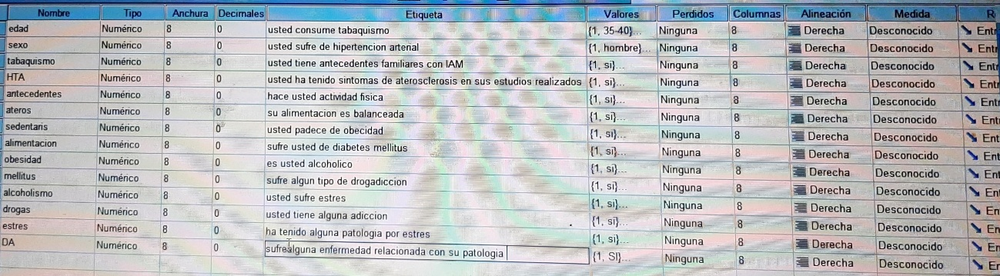 Nombre Tipo Anchura Decimales Etiqueta Valores Perdidos Columnas Alineación Medida R
edad Numérico 8 0 usted consume tabaquismo {1, 35-40}... Ninguna 8 Derecha Desconocido Entr
sexo Numérico 8 0 usted sufre de hipertencion arterial {1, hombre}... Ninguna 8 Derecha Desconocido Entr
tabaquismo Numérico 8 0 usted tiene antecedentes familiares con IAM {1, si}... Ninguna 8 Derecha Desconocido Entr
HTA Numérico 8 0 usted ha tenido sintomas de aterosclerosis en sus estudios realizados {1, si}... Ninguna 8 Derecha Desconocido Entr
antecedentes Numérico 8 0 hace usted actividad fisica {1, si}... Ninguna 8 Derecha Desconocido Entr
ateros Numérico 8 0 su alimentacion es balanceada {1, si}... Ninguna 8 Derecha Desconocido Ent
sedentaris Numérico 8 0 usted padece de obecidad {1, si}... Ninguna 8 Derecha Desconocido Ent
alimentacion Numérico 8 0 sufre usted de diabetes mellitus {1, si}... Ninguna 8 Derecha Desconocido Ent
obesidad Numérico 8 0 es usted alcoholico {1, si}... Ninguna 8 Derecha Desconocido Ent
mellitus Numérico 8 0 sufre algun tipo de drogadiccion {1, si}... Ninguna 8 Derecha Desconocido En
alcoholismo Numérico 8 0 usted sufre estres {1, si}... Ninguna 8 Derecha Desconocido En
drogas Numérico 8 0 usted tiene alguna adiccion {1, si}... Ninguna 8 Derecha Desconocido En
estres Numérico 8 0 ha tenido alguna patologia por estres {1, si}... Ninguna 8 Derecha Desconocido En
DA Numérico 8 0 sufre alguna enfermedad relacionada con su patologia {1, SI}... Ninguna 8 Derecha Desconocido Er